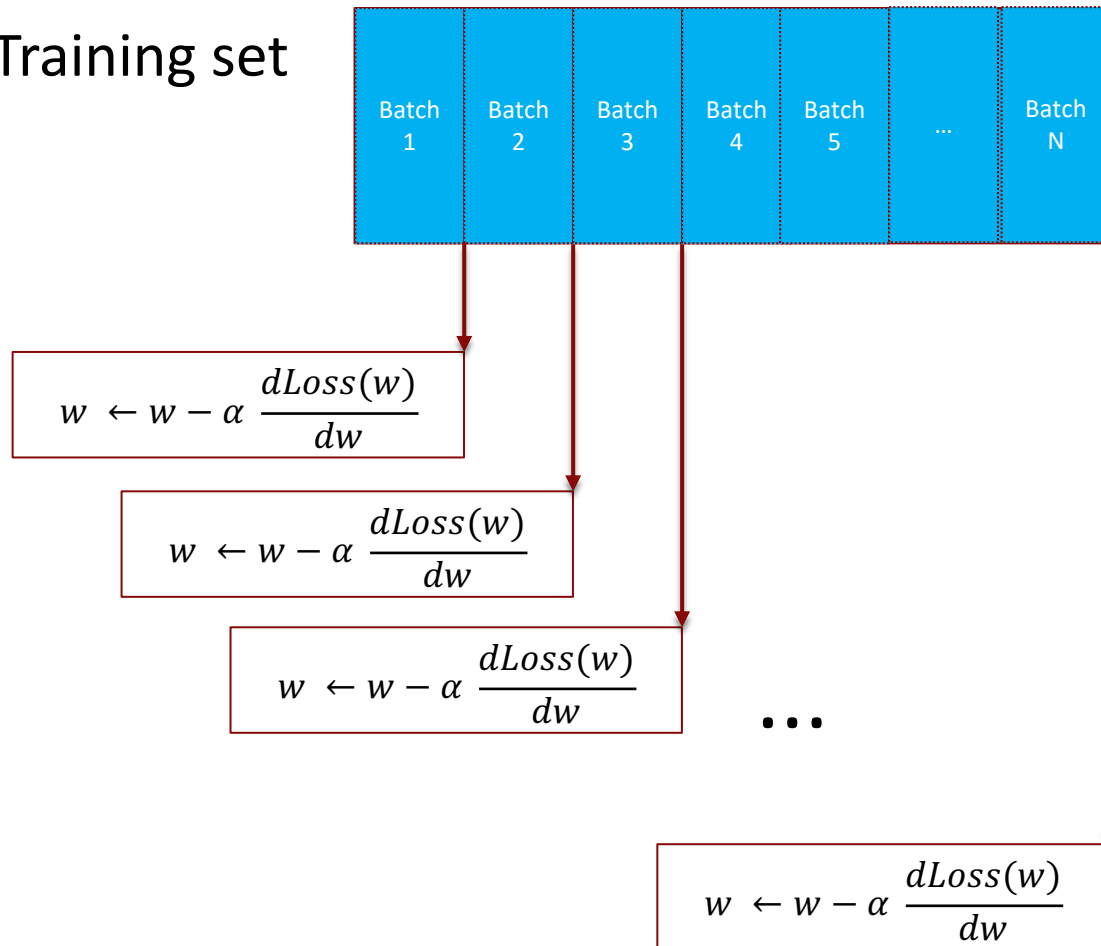 Training set
Batch 1
Batch 2
Batch 3
Batch 4
Batch 5
...
Batch N
w ← w − α dLoss(w)/dw
w ← w − α dLoss(w)/dw
w ← w − α dLoss(w)/dw
...
w ← w − α dLoss(w)/dw